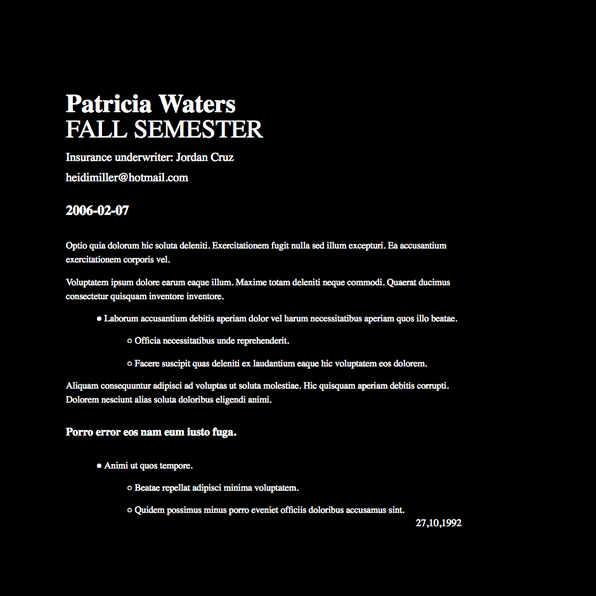 Patricia Waters
FALL SEMESTER
Insurance underwriter: Jordan Cruz
heidimiller@hotmail.com
2006-02-07
Optio quia dolorum hic soluta deleniti. Exercitationem fugit nulla sed illum excepturi. Ea accusantium
exercitationem corporis vel.
Voluptatem ipsum dolore earum eaque illum. Maxime totam deleniti neque commodi. Quaerat ducimus
consectetur quisquam inventore inventore.
● Laborum accusantium debitis aperiam dolor vel harum necessitatibus aperiam quos illo beatae.
○ Officia necessitatibus unde reprehenderit.
○ Facere suscipit quas deleniti ex laudantium eaque hic voluptatem eos dolorem.
Aliquam consequuntur adipisci ad voluptas ut soluta molestiae. Hic quisquam aperiam debitis corrupti.
Dolorem nesciunt alias soluta doloribus eligendi animi.
Porro error eos nam eum iusto fuga.
● Animi ut quos tempore.
○ Beatae repellat adipisci minima voluptatem.
○ Quidem possimus minus porro eveniet officiis doloribus accusamus sint.
27,10,1992